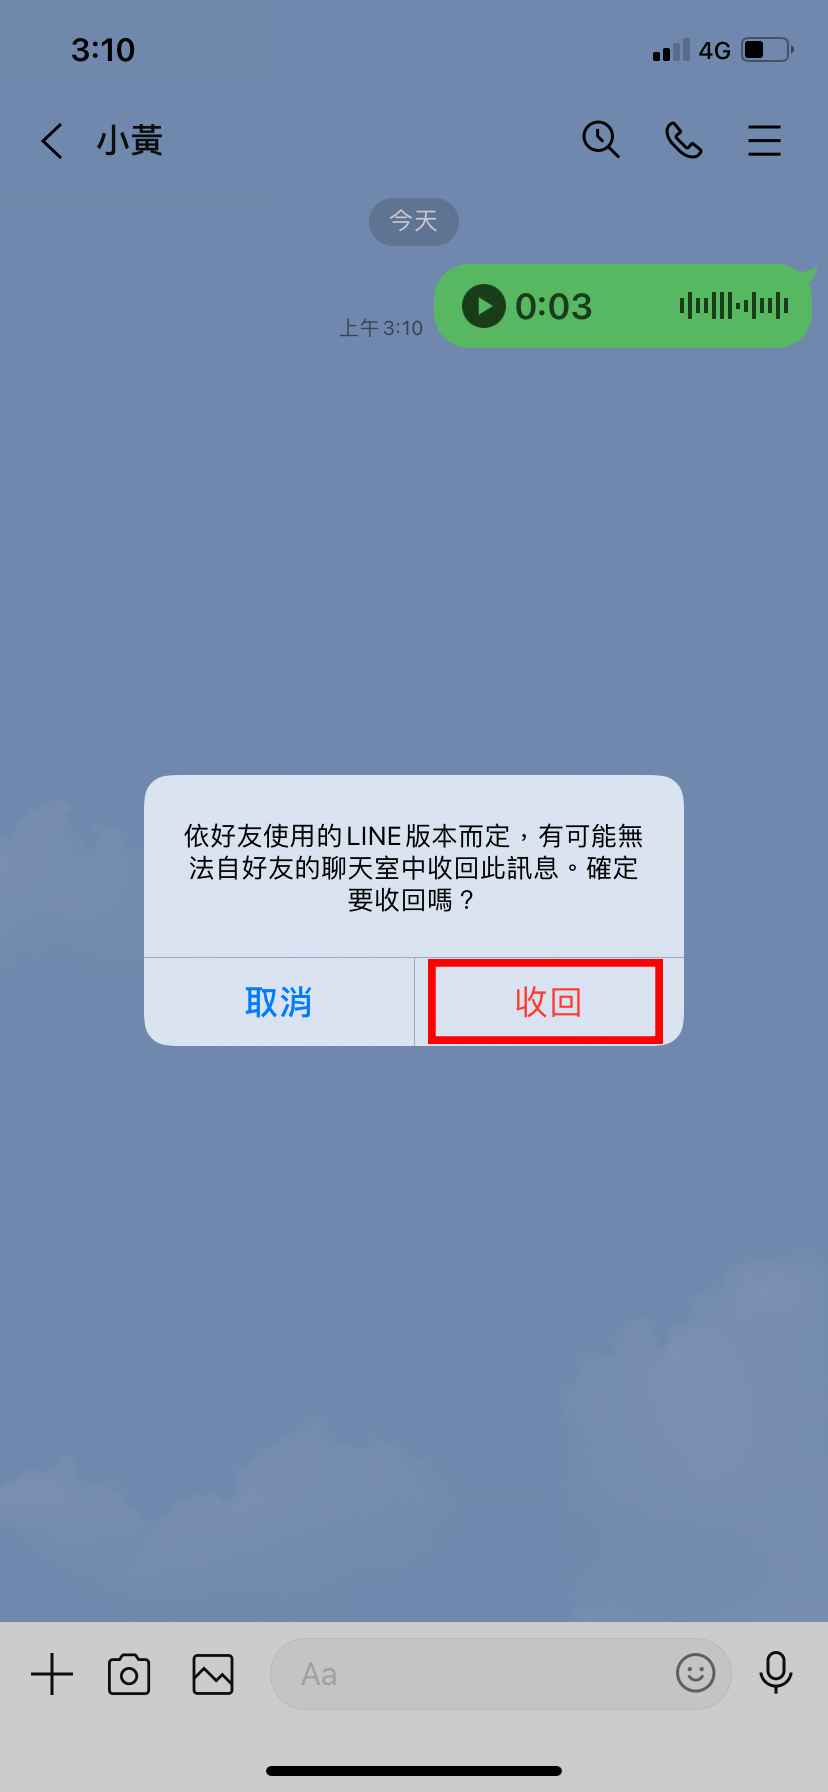 3:10
4G
小黃
今天
0:03
上午3:10
依好友使用的LINE版本而定，有可能無
法自好友的聊天室中收回此訊息。確定
要收回嗎？
取消
收回
Aa